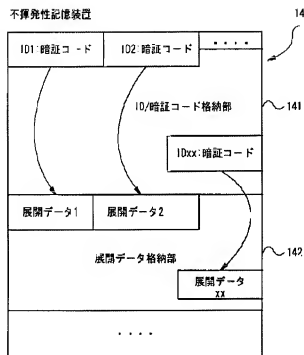 不揮発性記憶装置
14
ID1:暗証コード ID2:暗証コード ・・・・
ID/暗証コード格納部
141
IDxx:暗証コード
展開データ1 展開データ2
展開データ格納部
142
展開データ
xx
・・・・